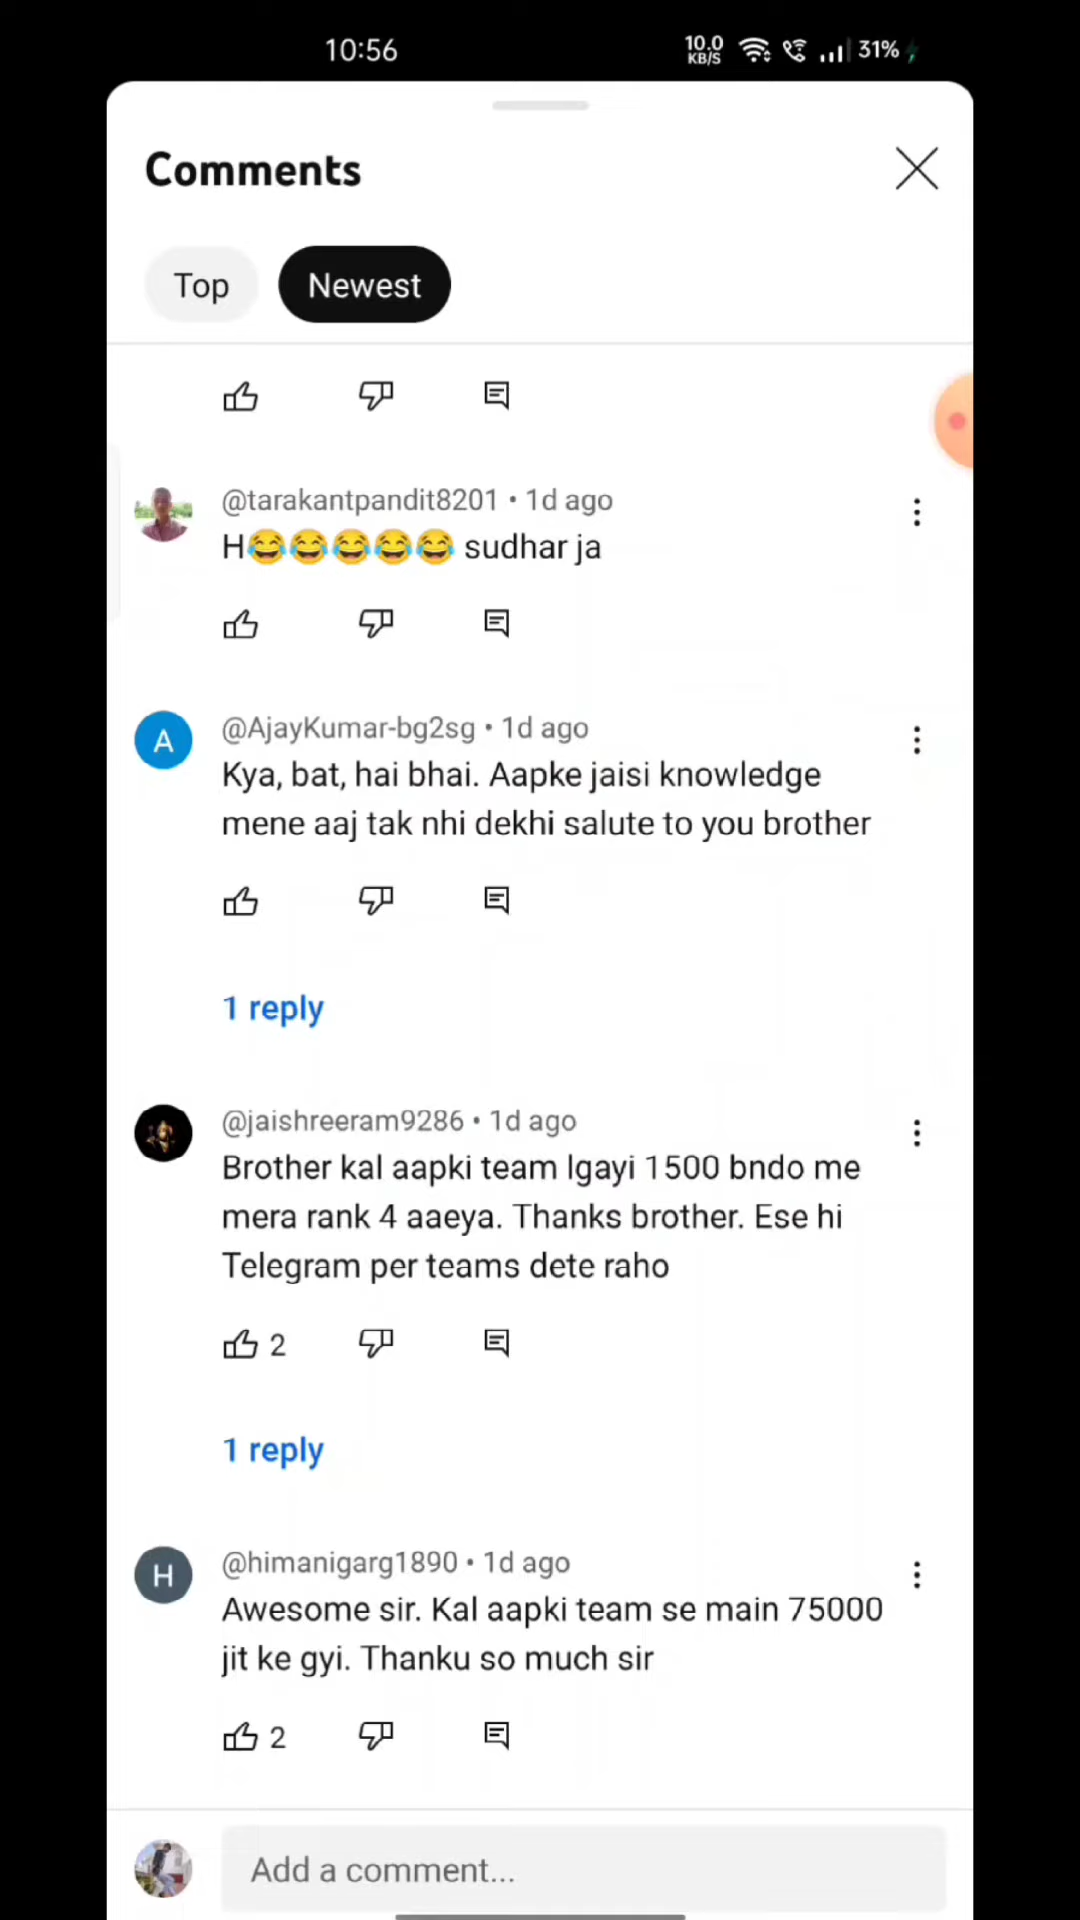 10:56
10.0
KB/S
31%
Comments
Top
Newest
@tarakantpandit8201 • 1d ago
H😂😂😂😂😂 sudhar ja
A
@AjayKumar-bg2sg • 1d ago
Kya, bat, hai bhai. Aapke jaisi knowledge
mene aaj tak nhi dekhi salute to you brother
1 reply
@jaishreeram9286 • 1d ago
Brother kal aapki team lgayi 1500 bndo me
mera rank 4 aaeya. Thanks brother. Ese hi
Telegram per teams dete raho
2
1 reply
H
@himanigarg1890 • 1d ago
Awesome sir. Kal aapki team se main 75000
jit ke gyi. Thanku so much sir
2
Add a comment...